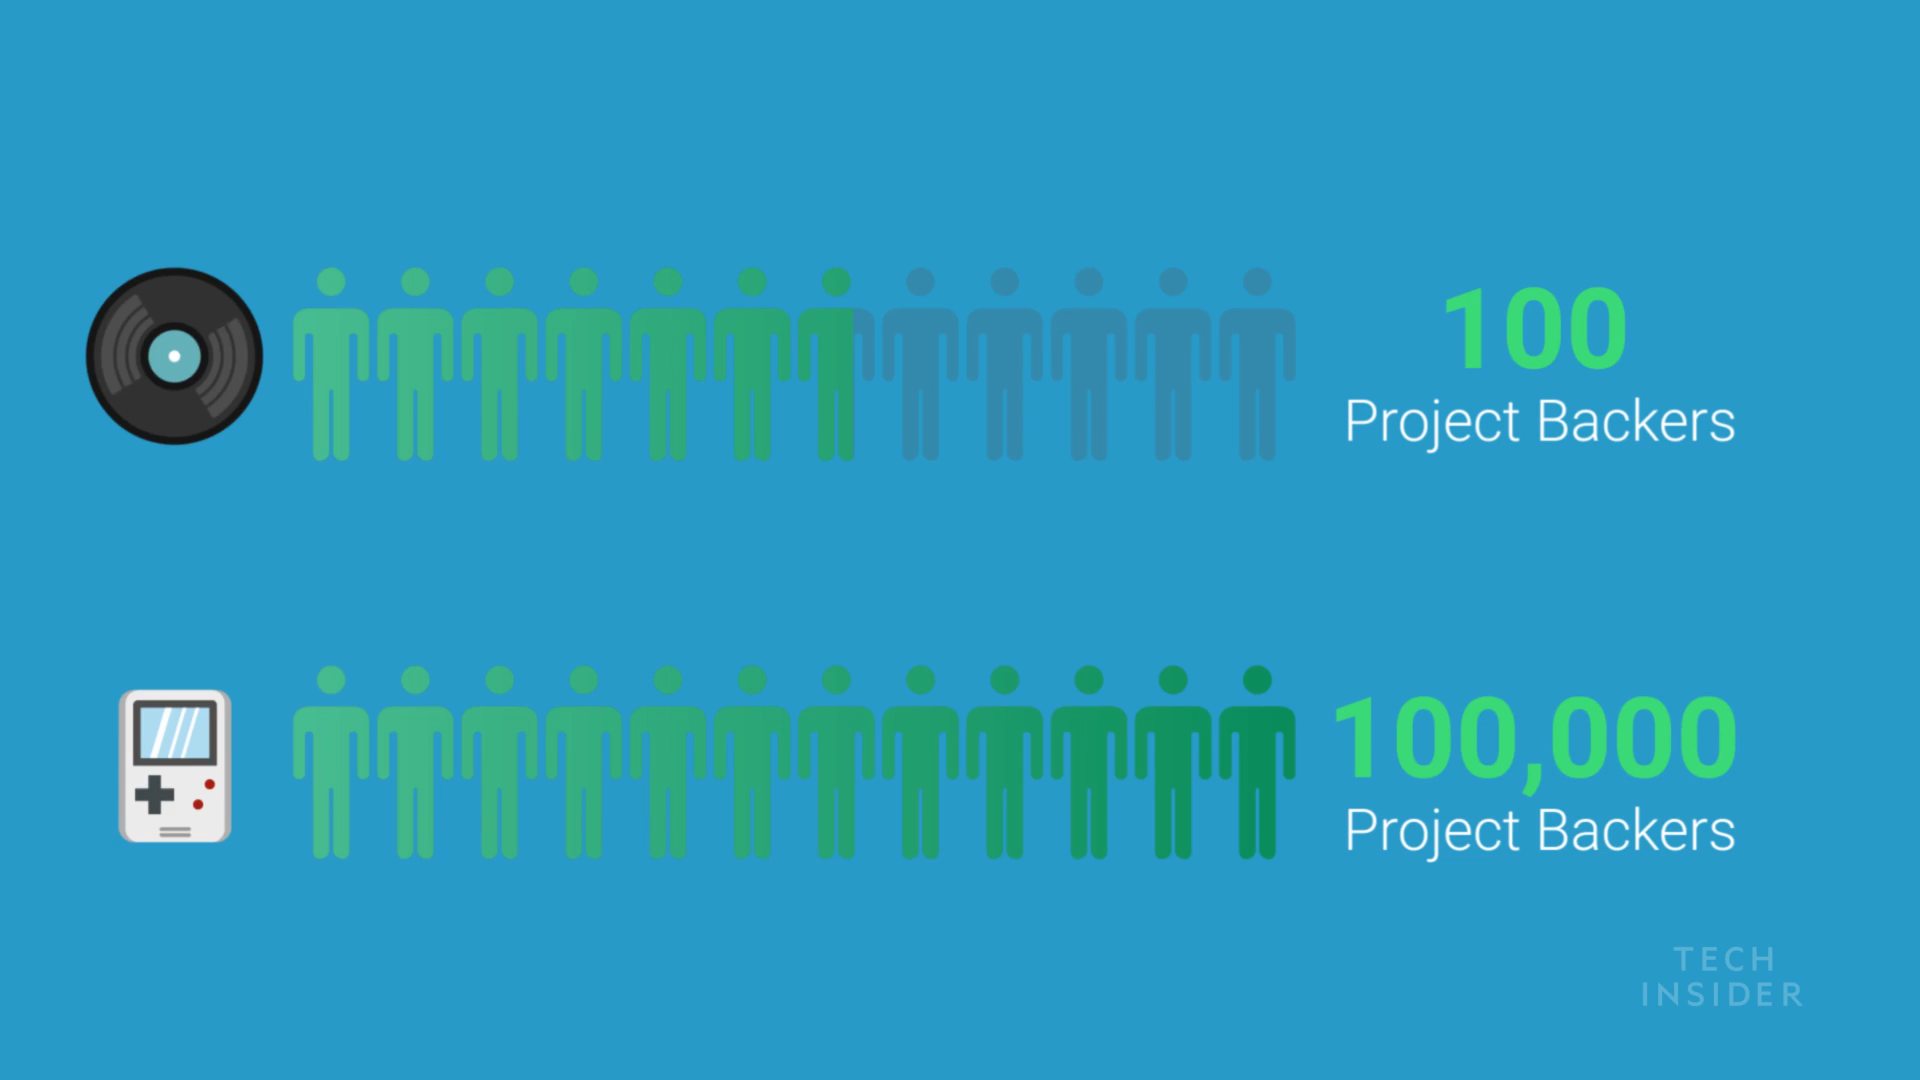 100
Project Backers
100,000
Project Backers
TECH
INSIDER